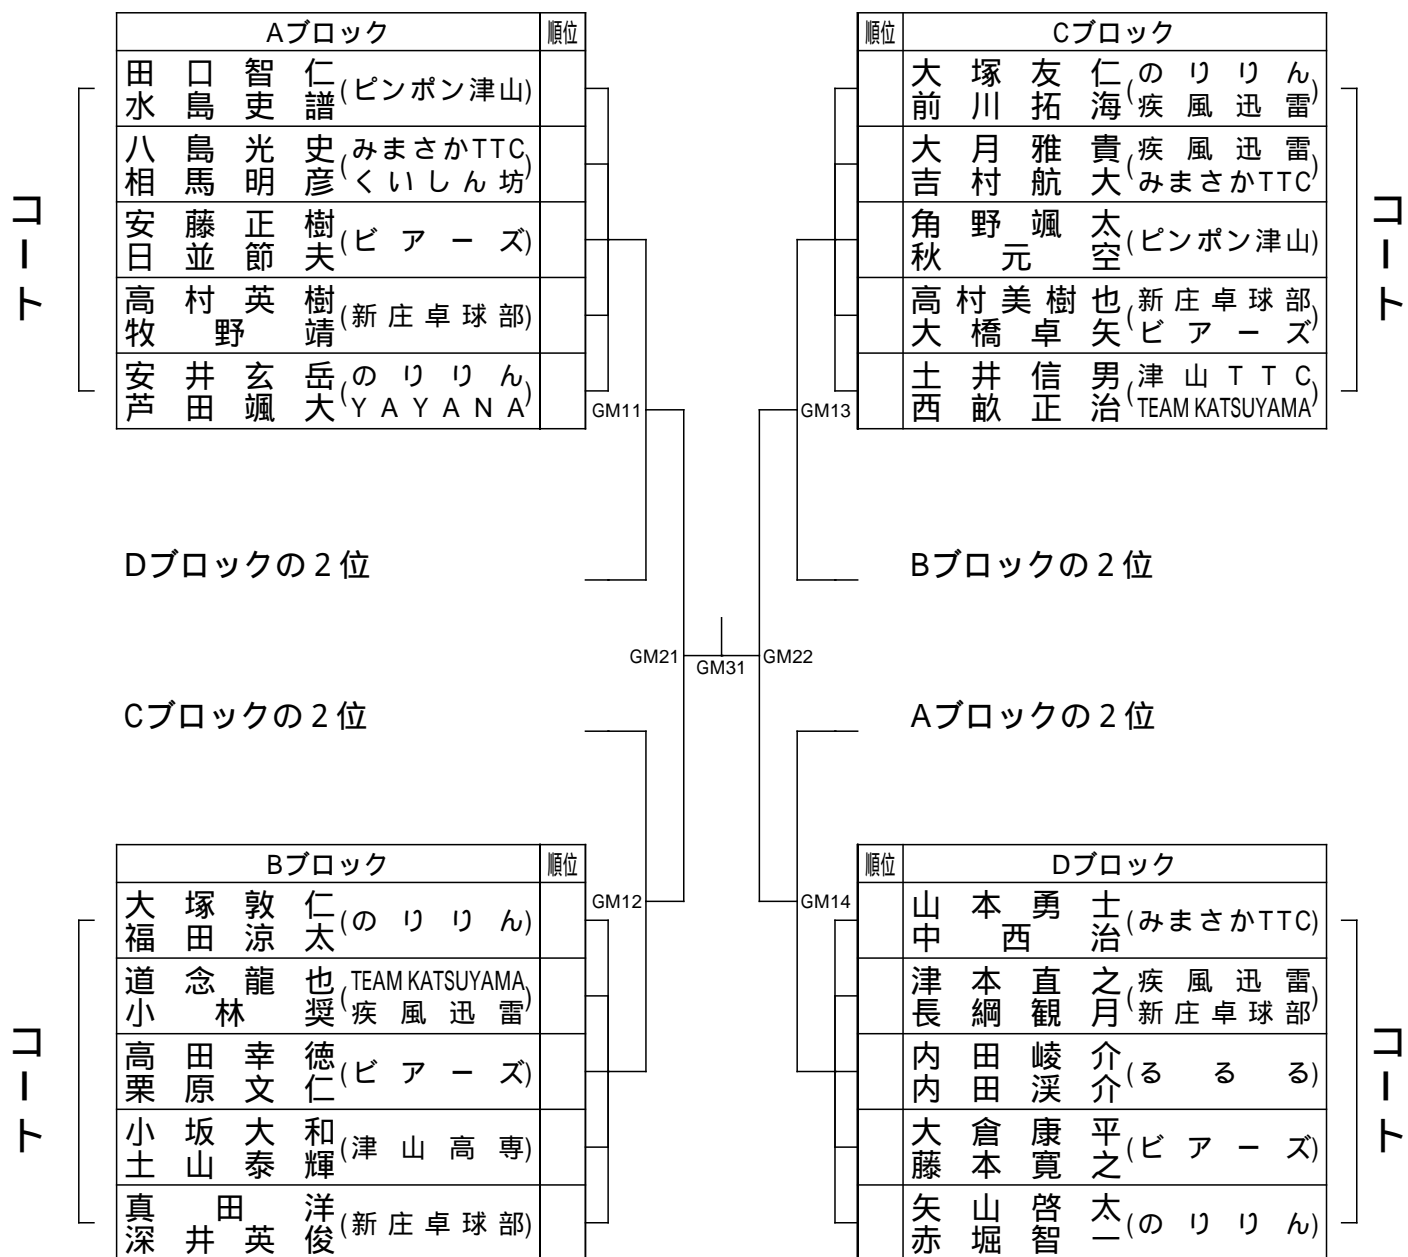 Aブロック 順位
田口智仁 (ピンポン津山)
水島吏譜
八島光史 (みまさかTTC
相馬明彦 くいしん坊)
安藤正樹 (ビアーズ)
日並節夫
高村英樹 (新庄卓球部)
牧野靖
安井玄岳 (のりりん
芦田颯大 YAYANA)
コート
GM11
Dブロックの2位
Cブロックの2位
GM12
Bブロック 順位
大塚敦仁 (のりりん)
福田涼太
道念龍也 (TEAM KATSUYAMA
小林奨 疾風迅雷)
高田幸徳 (ビアーズ)
栗原文仁
小坂大和 (津山高専)
土山泰輝
真田洋 (新庄卓球部)
深井英俊
コート
GM21
GM31
GM22
順位 Cブロック
大塚友仁 (のりりん
前川拓海 疾風迅雷)
大月雅貴 (疾風迅雷
吉村航大 みまさかTTC)
角野颯太 (ピンポン津山)
秋元空
高村美樹也 (新庄卓球部
大橋卓矢 ビアーズ)
土井信男 (津山TTC
西畝正治 TEAM KATSUYAMA)
コート
GM13
Bブロックの2位
Aブロックの2位
GM14
順位 Dブロック
山本勇士 (みまさかTTC)
中西治
津本直之 (疾風迅雷
長綱観月 新庄卓球部)
内田崚介 (るるる)
内田渓介
大倉康平 (ビアーズ)
藤本寛之
矢山啓太 (のりりん)
赤堀智一
コート